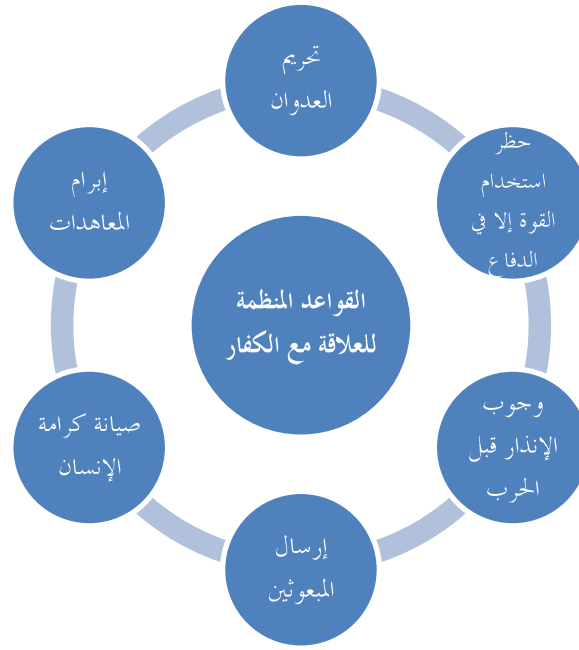 تحريم
العدوان
حظر
استخدام
القوة إلا في
الدفاع
وجوب
الإنذار قبل
الحرب
إرسال
المبعوثين
صيانة كرامة
الإنسان
إبرام
المعاهدات
القواعد المنظمة
للعلاقة مع الكفار